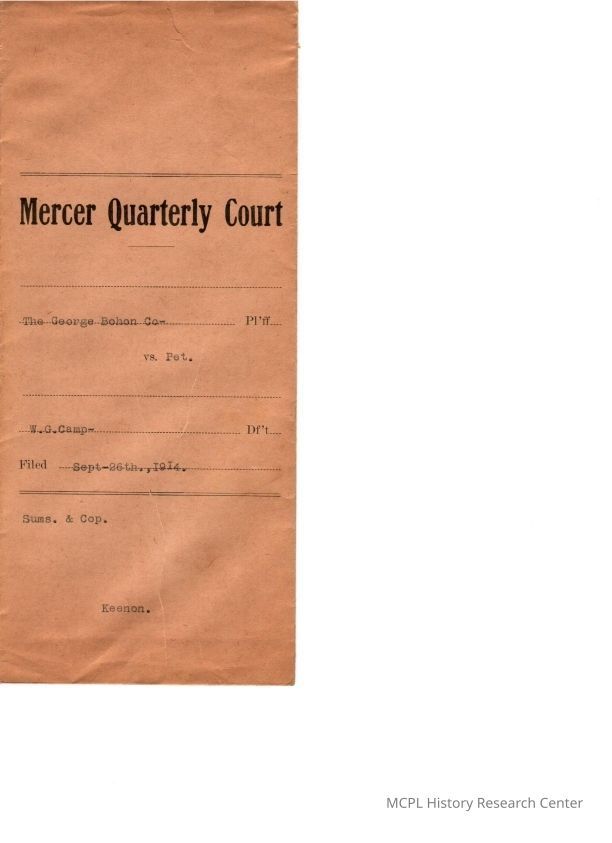 Mercer Quarterly Court
The George Bohon Co- Pl'ff
vs. Pet.
W.G.Camp- Df't
Filed Sept-26th.,1914.
Sums. & Cop.
Keenon.
MCPL History Research Center